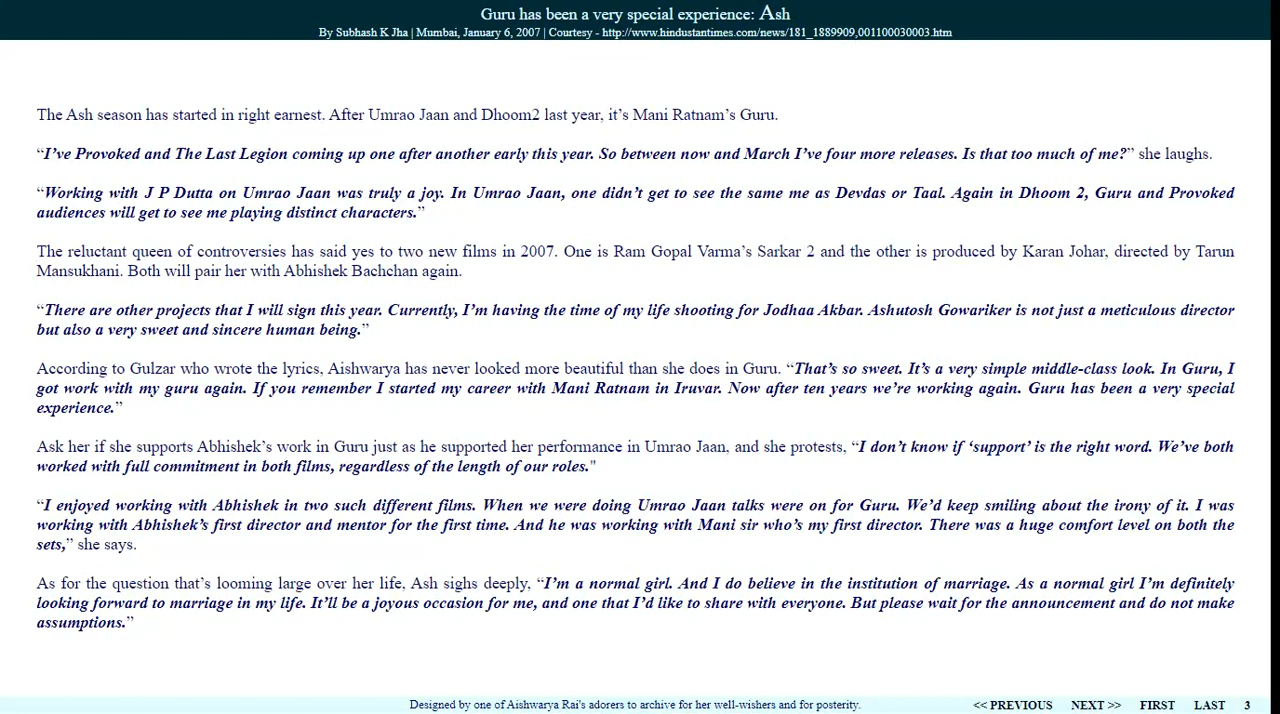 Guru has been a very special experience: Ash
By Subhash K Jha | Mumbai, January 6, 2007 | Courtesy - http://www.hindustantimes.com/news/181_1889909,001100030003.htm
The Ash season has started in right earnest. After Umrao Jaan and Dhoom2 last year, it’s Mani Ratnam’s Guru.
“I’ve Provoked and The Last Legion coming up one after another early this year. So between now and March I’ve four more releases. Is that too much of me?” she laughs.
“Working with J P Dutta on Umrao Jaan was truly a joy. In Umrao Jaan, one didn’t get to see the same me as Devdas or Taal. Again in Dhoom 2, Guru and Provoked
audiences will get to see me playing distinct characters.”
The reluctant queen of controversies has said yes to two new films in 2007. One is Ram Gopal Varma’s Sarkar 2 and the other is produced by Karan Johar, directed by Tarun
Mansukhani. Both will pair her with Abhishek Bachchan again.
“There are other projects that I will sign this year. Currently, I’m having the time of my life shooting for Jodhaa Akbar. Ashutosh Gowariker is not just a meticulous director
but also a very sweet and sincere human being.”
According to Gulzar who wrote the lyrics, Aishwarya has never looked more beautiful than she does in Guru. “That’s so sweet. It’s a very simple middle-class look. In Guru, I
got work with my guru again. If you remember I started my career with Mani Ratnam in Iruvar. Now after ten years we’re working again. Guru has been a very special
experience.”
Ask her if she supports Abhishek’s work in Guru just as he supported her performance in Umrao Jaan, and she protests, “I don’t know if ‘support’ is the right word. We’ve both
worked with full commitment in both films, regardless of the length of our roles."
“I enjoyed working with Abhishek in two such different films. When we were doing Umrao Jaan talks were on for Guru. We’d keep smiling about the irony of it. I was
working with Abhishek’s first director and mentor for the first time. And he was working with Mani sir who’s my first director. There was a huge comfort level on both the
sets,” she says.
As for the question that’s looming large over her life, Ash sighs deeply, “I’m a normal girl. And I do believe in the institution of marriage. As a normal girl I’m definitely
looking forward to marriage in my life. It’ll be a joyous occasion for me, and one that I’d like to share with everyone. But please wait for the announcement and do not make
assumptions.”
Designed by one of Aishwarya Rai's adorers to archive for her well-wishers and for posterity. << PREVIOUS NEXT >> FIRST LAST 3